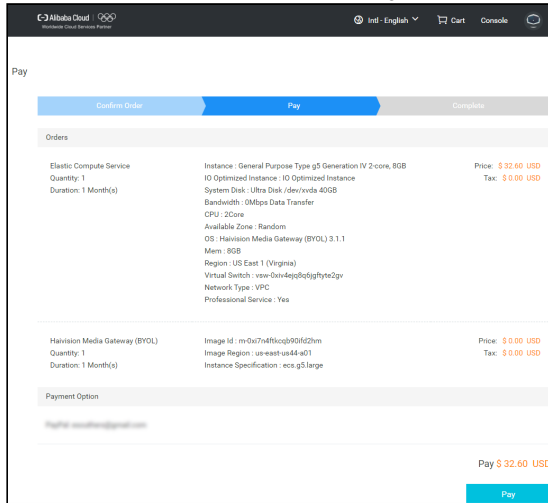 Alibaba Cloud
Worldwide Cloud Services Partner
Intl - English
Cart
Console
Pay
Confirm Order
Pay
Complete
Orders
Elastic Compute Service
Quantity: 1
Duration: 1 Month(s)
Instance : General Purpose Type g5 Generation IV 2-core, 8GB
IO Optimized Instance : IO Optimized Instance
System Disk : Ultra Disk /dev/xvda 40GB
Bandwidth : 0Mbps Data Transfer
CPU : 2Core
Available Zone : Random
OS : Haivision Media Gateway (BYOL) 3.1.1
Mem : 8GB
Region : US East 1 (Virginia)
Virtual Switch : vsw-0xiv4ejq8q6jgftyte2gv
Network Type : VPC
Professional Service : Yes
Price: $ 32.60 USD
Tax: $ 0.00 USD
Haivision Media Gateway (BYOL)
Quantity: 1
Duration: 1 Month(s)
Image Id : m-0xi7n4ftkcqb90ifd2hm
Image Region : us-east-us44-a01
Instance Specification : ecs.g5.large
Price: $ 0.00 USD
Tax: $ 0.00 USD
Payment Option
Pay $ 32.60 USD
Pay